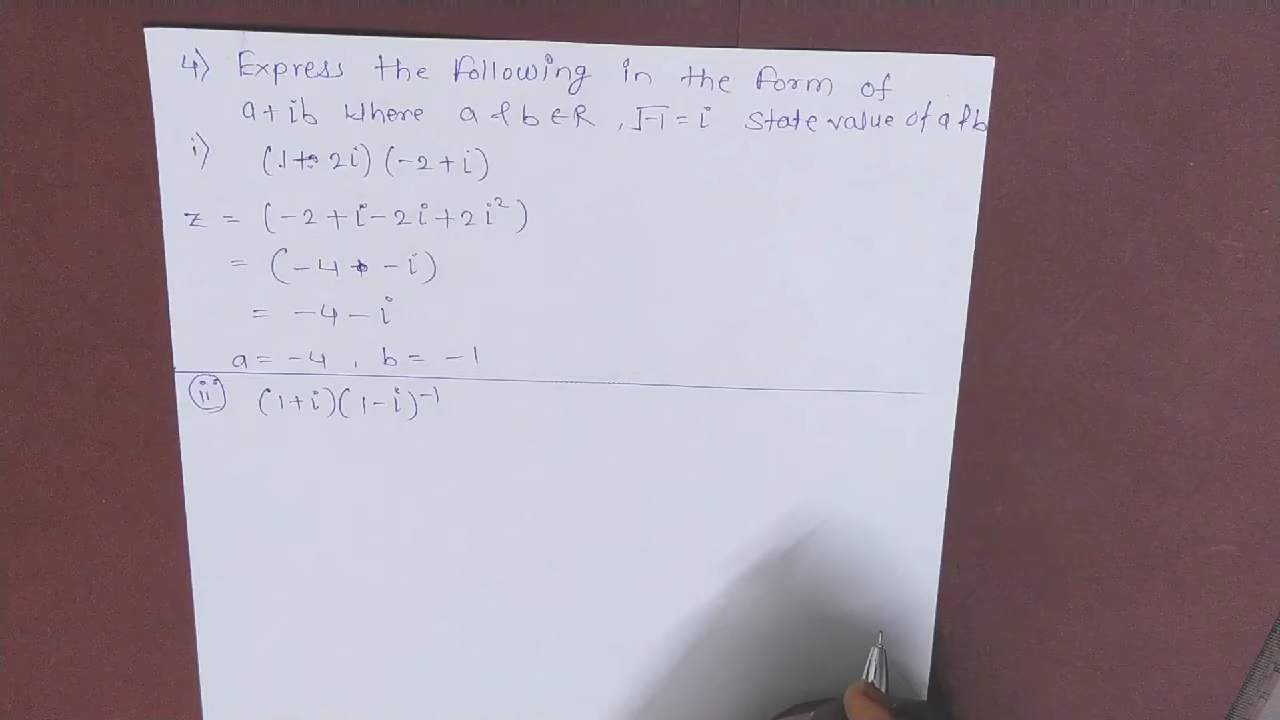 4) Express the following in the form of
a+ib Where a & b ∈ R, √-1 = i State value of a & b
i) (1+2i)(-2+i)
z = (-2+i-2i+2i²)
= (-4 - i)
= -4-i
a = -4, b = -1
ii (1+i)(1-i)⁻¹